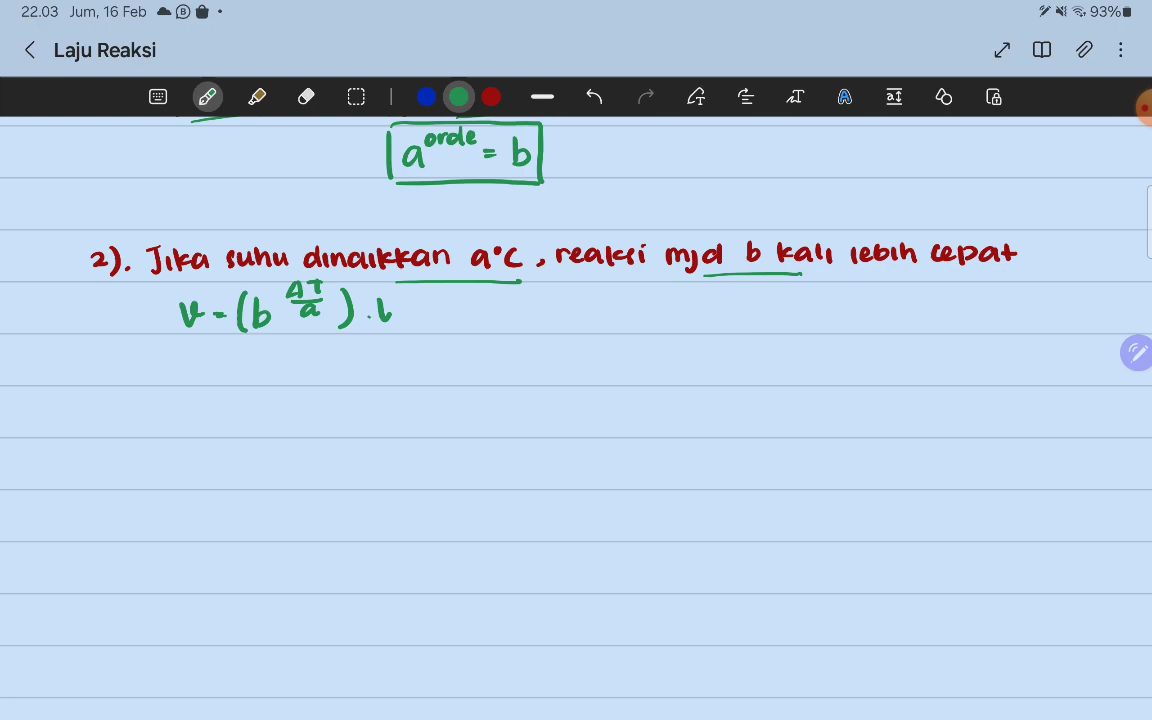 22.03 Jum, 16 Feb 93%
Laju Reaksi
a^orde = b
2). Jika suhu dinaikkan a°C, reaksi mjd b kali lebih cepat
v = (b^(ΔT/a)) .